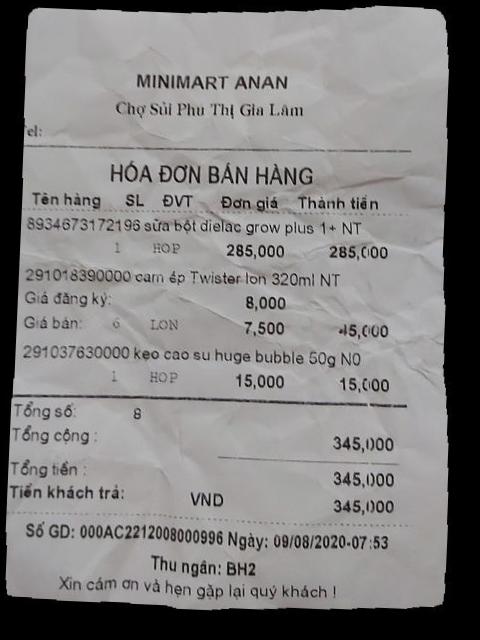 MINIMART ANAN
Chợ Sủi Phu Thị Gia Lâm
Tel:
HÓA ĐƠN BÁN HÀNG
Tên hàng SL ĐVT Đơn giá Thành tiền
8934673172196 sữa bột dielac grow plus 1+ NT
1 HOP 285,000 285,000
291018390000 cam ép Twister lon 320ml NT
Giá đăng ký: 8,000
Giá bán: 6 LON 7,500 45,000
291037630000 kẹo cao su huge bubble 50g N0
1 HOP 15,000 15,000
Tổng số: 8
Tổng cộng : 345,000
Tổng tiền : 345,000
Tiền khách trả: VND 345,000
Số GD: 000AC2212008000996 Ngày: 09/08/2020-07:53
Thu ngân: BH2
Xin cám ơn và hẹn gặp lại quý khách !